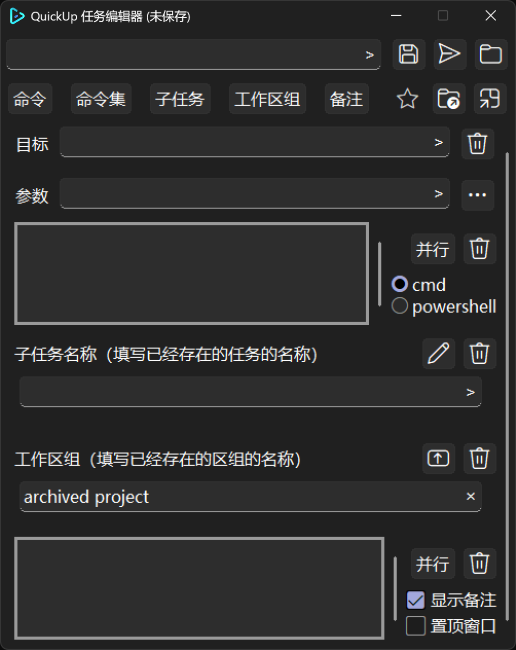 QuickUp 任务编辑器 (未保存)
命令 命令集 子任务 工作区组 备注
目标
参数
并行
cmd
powershell
子任务名称（填写已经存在的任务的名称）
工作区组（填写已经存在的区组的名称）
archived project
并行
显示备注
置顶窗口